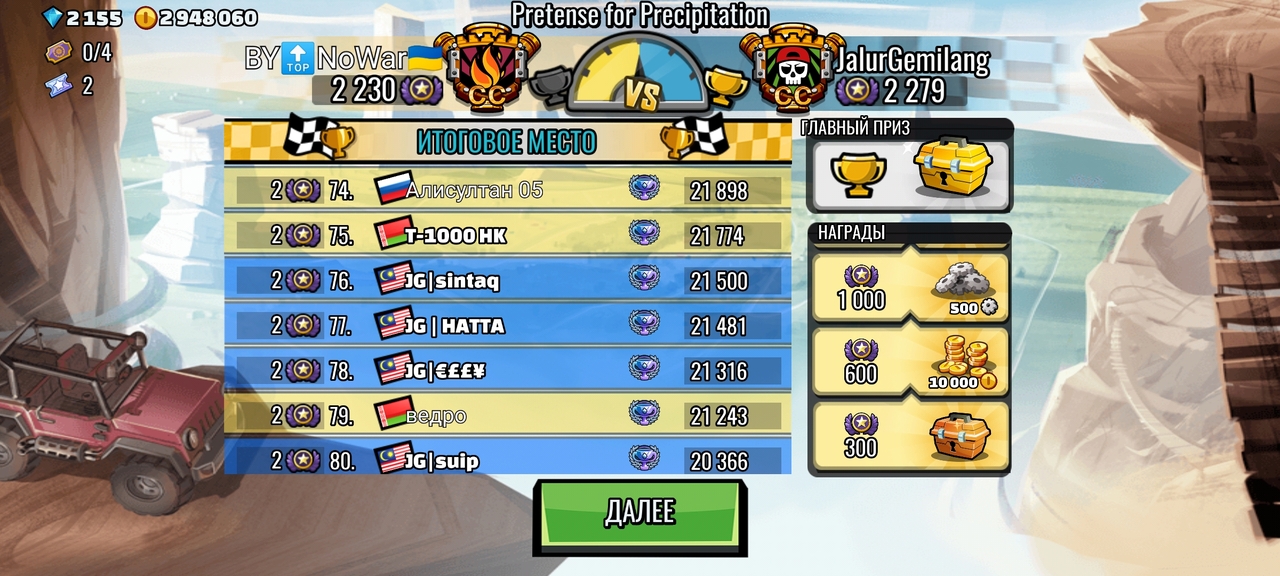 2 155 2 948 060
Pretense for Precipitation
0/4
2
BY TOP NoWar
2 230
VS
JalurGemilang
2 279
CC
CC
ИТОГОВОЕ МЕСТО
2 74. Алисултан 05 21 898
2 75. T-1000 HK 21 774
2 76. JG|sintaq 21 500
2 77. JG | HATTA 21 481
2 78. JG|€££¥ 21 316
2 79. ведро 21 243
2 80. JG|suip 20 366
ГЛАВНЫЙ ПРИЗ
НАГРАДЫ
1 000 500
600 10 000
300
ДАЛЕЕ